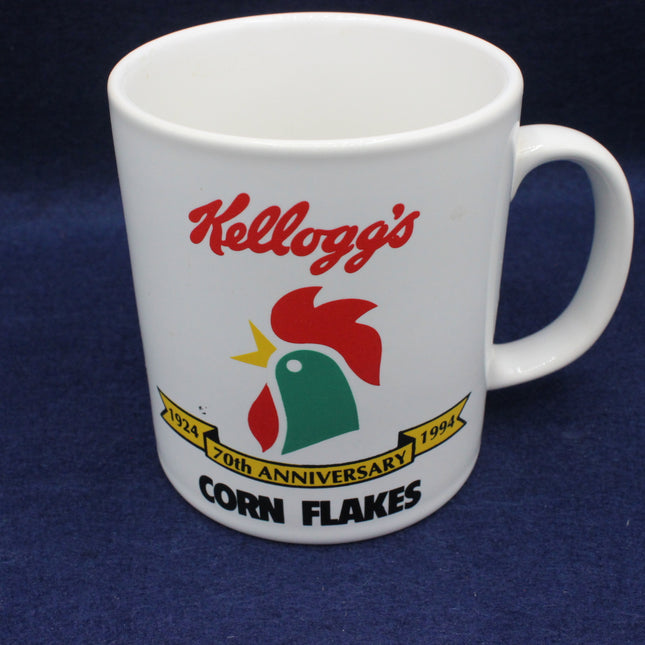 Kellogg's
1924 70th ANNIVERSARY 1994
CORN FLAKES